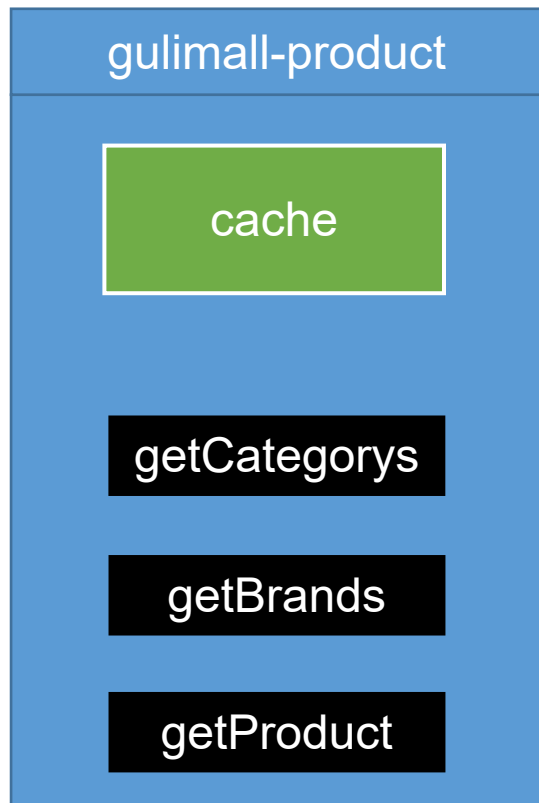 gulimall-product
cache
getCategorys
getBrands
getProduct